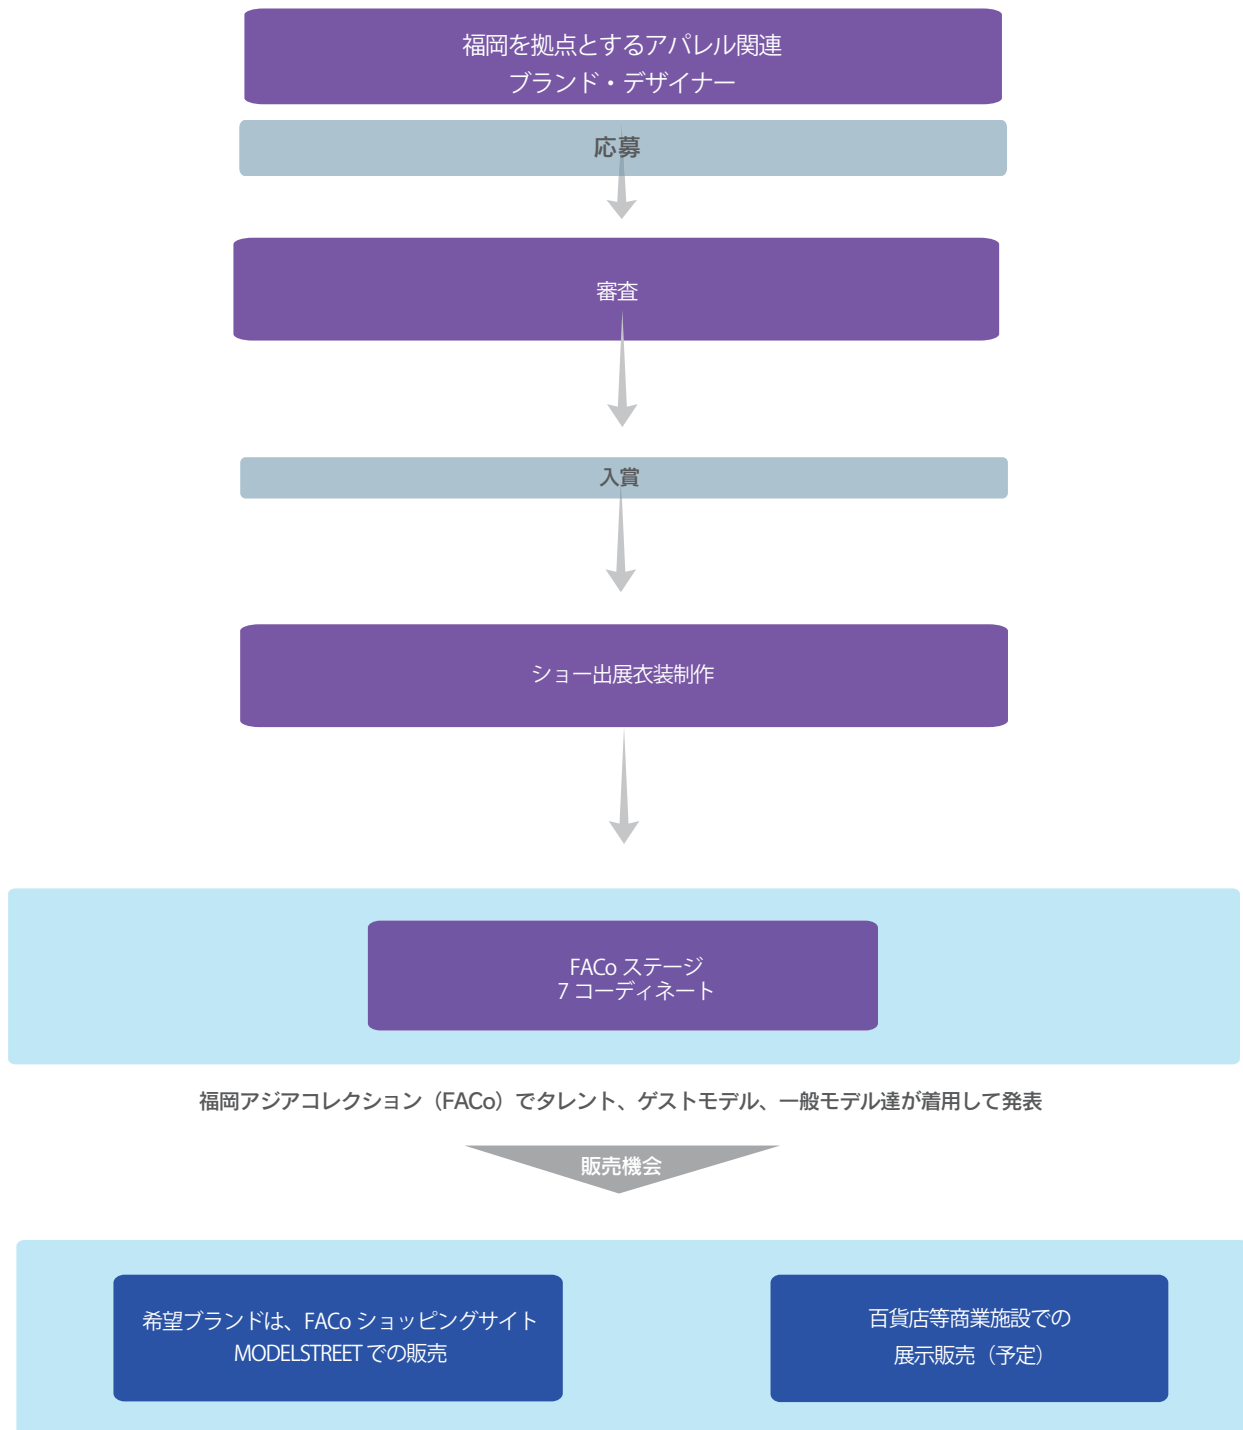 福岡を拠点とするアパレル関連
ブランド・デザイナー
応募
審査
入賞
ショー出展衣装制作
FACo ステージ
7 コーディネート
福岡アジアコレクション（FACo）でタレント、ゲストモデル、一般モデル達が着用して発表
販売機会
希望ブランドは、FACo ショッピングサイト
MODELSTREET での販売
百貨店等商業施設での
展示販売（予定）